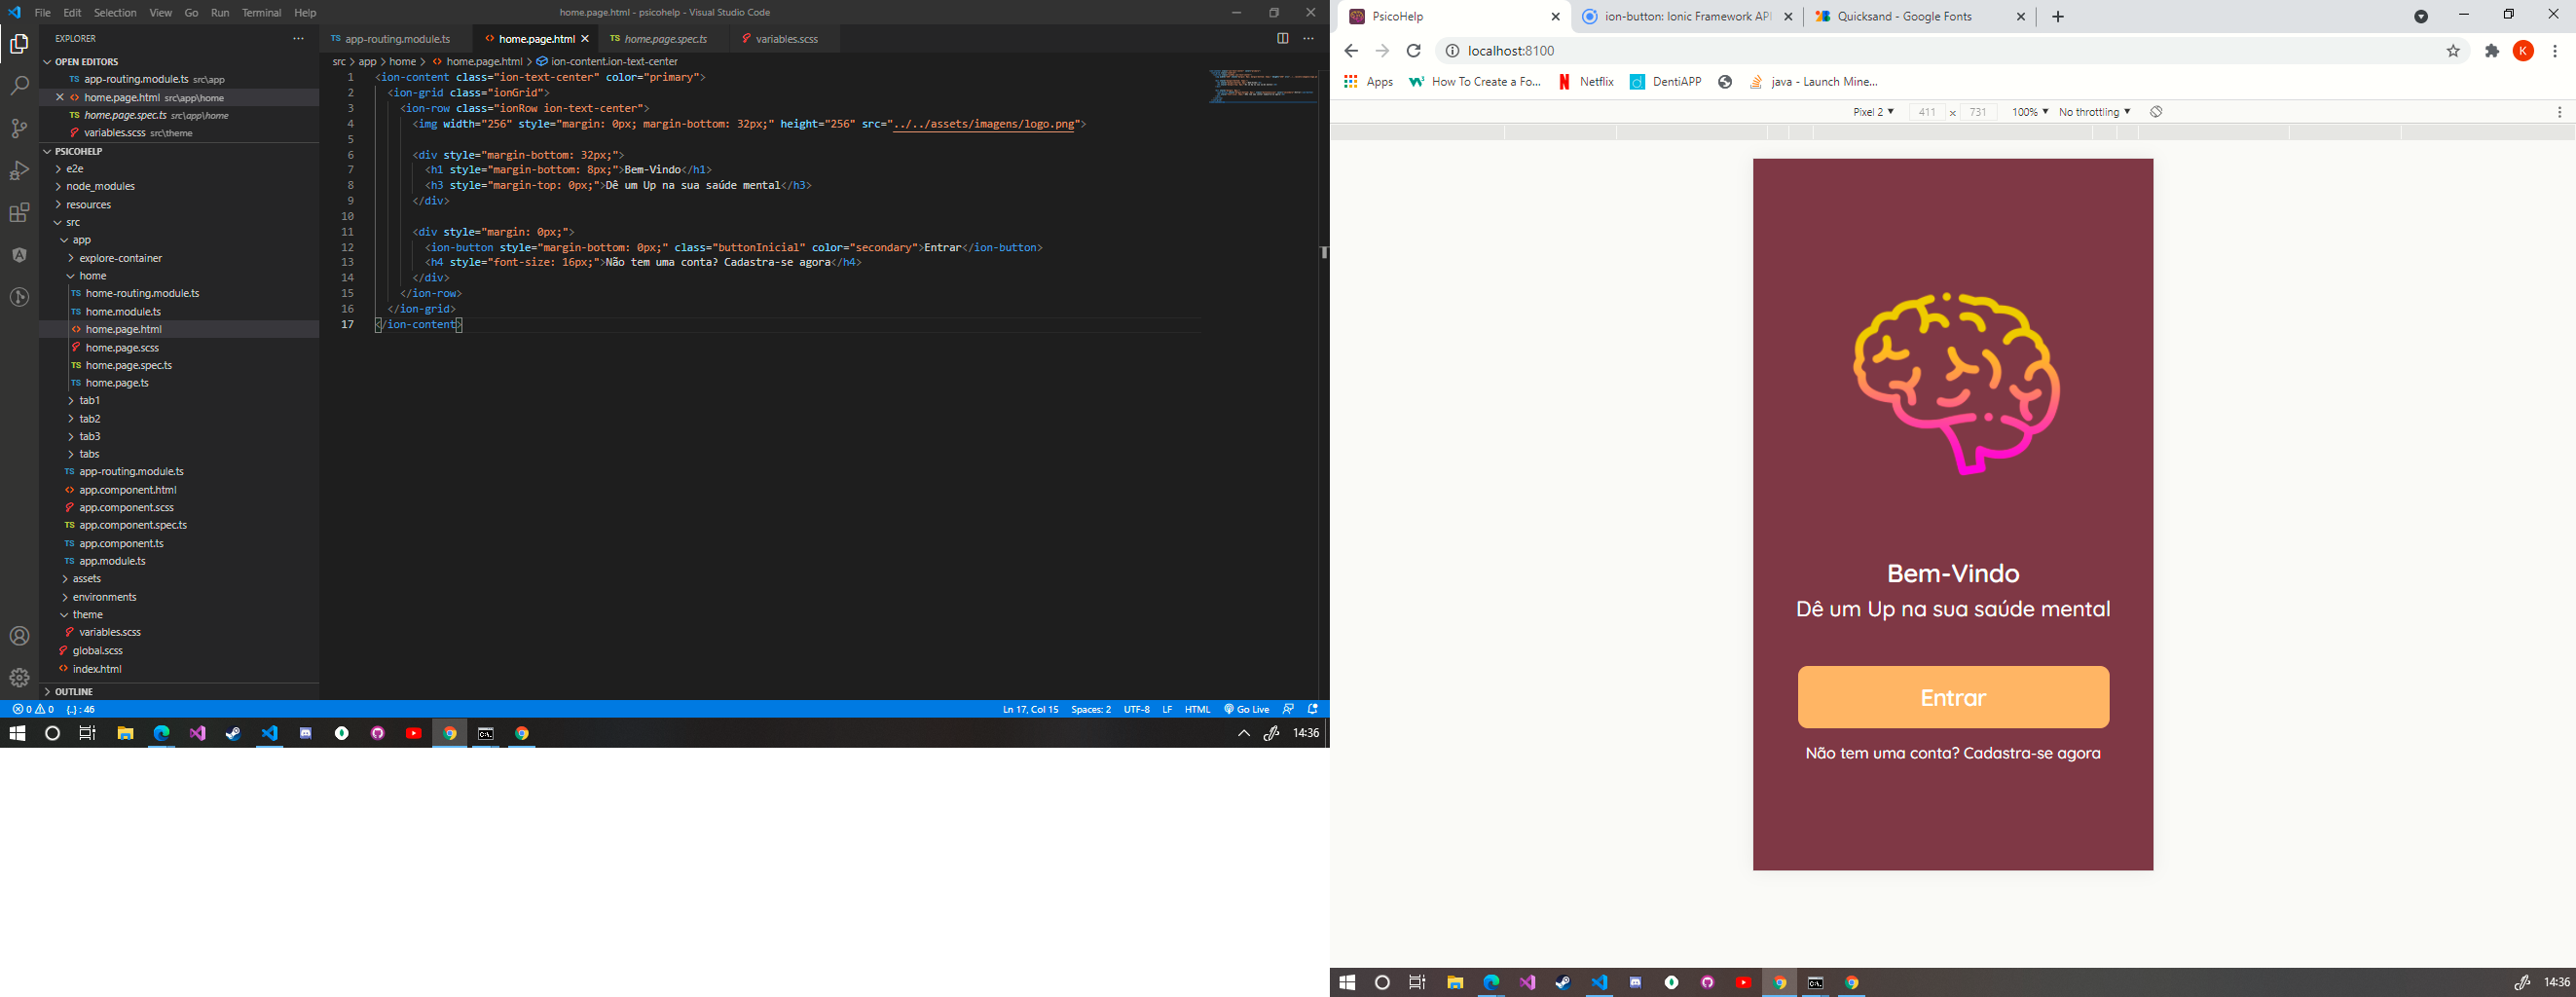 File Edit Selection View Go Run Terminal Help
home.page.html - psicohelp - Visual Studio Code
EXPLORER
OPEN EDITORS
TS app-routing.module.ts src\app
home.page.html src\app\home
TS home.page.spec.ts src\app\home
variables.scss src\theme
PSICOHELP
e2e
node_modules
resources
src
app
explore-container
home
TS home-routing.module.ts
TS home.module.ts
home.page.html
home.page.scss
TS home.page.spec.ts
TS home.page.ts
tab1
tab2
tab3
tabs
TS app-routing.module.ts
app.component.html
app.component.scss
TS app.component.spec.ts
TS app.component.ts
TS app.module.ts
assets
environments
theme
variables.scss
global.scss
index.html
OUTLINE
TS app-routing.module.ts home.page.html TS home.page.spec.ts variables.scss
src > app > home > home.page.html > ion-content.ion-text-center
1 <ion-content class="ion-text-center" color="primary">
2 <ion-grid class="ionGrid">
3 <ion-row class="ionRow ion-text-center">
4 <img width="256" style="margin: 0px; margin-bottom: 32px;" height="256" src="../../assets/imagens/logo.png">
5
6 <div style="margin-bottom: 32px;">
7 <h1 style="margin-bottom: 8px;">Bem-Vindo</h1>
8 <h3 style="margin-top: 0px;">Dê um Up na sua saúde mental</h3>
9 </div>
10
11 <div style="margin: 0px;">
12 <ion-button style="margin-bottom: 0px;" class="buttonInicial" color="secondary">Entrar</ion-button>
13 <h4 style="font-size: 16px;">Não tem uma conta? Cadastra-se agora</h4>
14 </div>
15 </ion-row>
16 </ion-grid>
17 </ion-content>
0 0 {..} : 46
Ln 17, Col 15 Spaces: 2 UTF-8 LF HTML Go Live
14:36
PsicoHelp
ion-button: Ionic Framework API
Quicksand - Google Fonts
localhost:8100
K
Apps How To Create a Fo... Netflix DentiAPP java - Launch Mine...
Pixel 2 411 x 731 100% No throttling
Bem-Vindo
Dê um Up na sua saúde mental
Entrar
Não tem uma conta? Cadastra-se agora
14:36